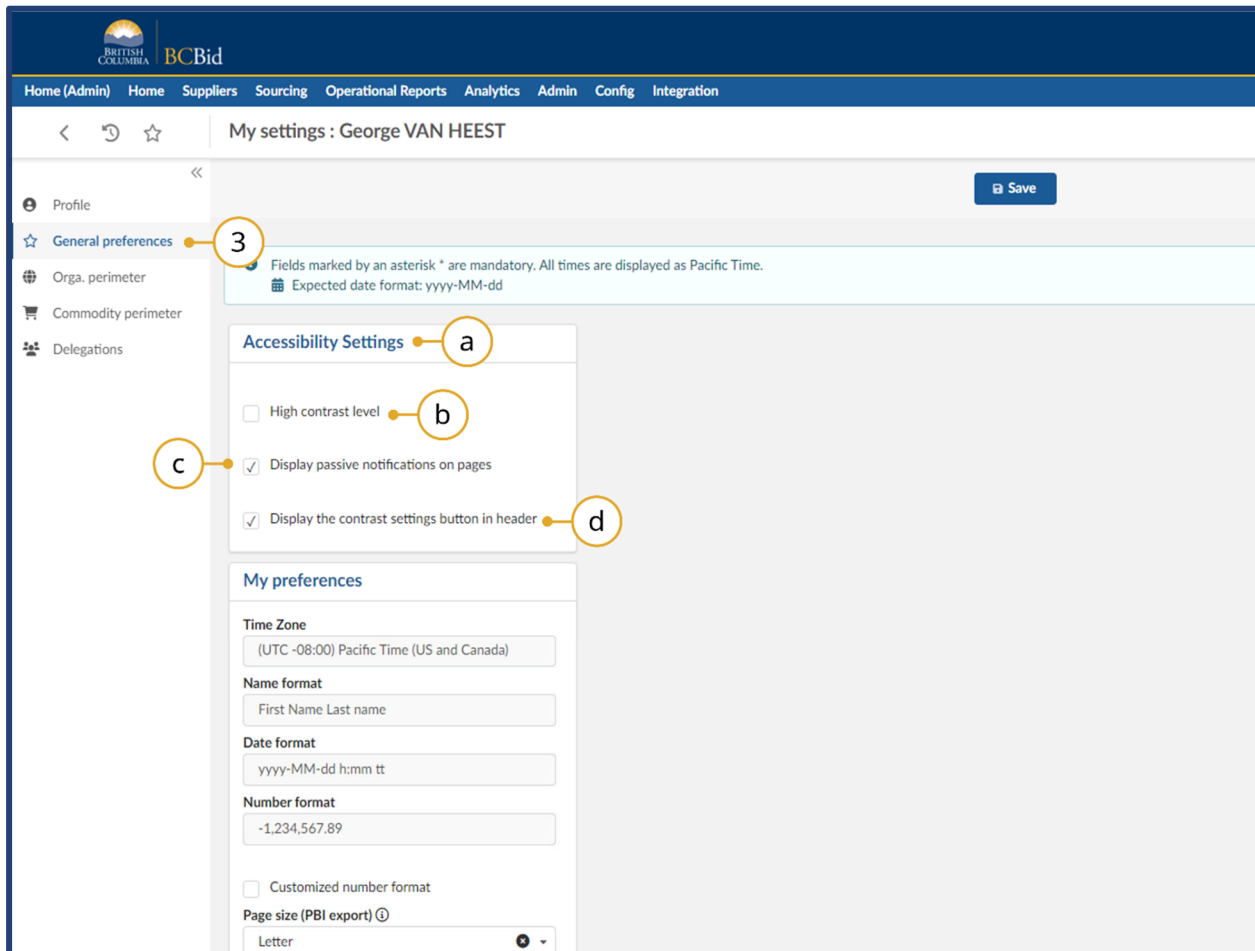 BRITISH
COLUMBIA
BCBid
Home (Admin) Home Suppliers Sourcing Operational Reports Analytics Admin Config Integration
My settings : George VAN HEEST
Save
Profile
General preferences
3
Orga. perimeter
Commodity perimeter
Delegations
Fields marked by an asterisk * are mandatory. All times are displayed as Pacific Time.
Expected date format: yyyy-MM-dd
Accessibility Settings
a
High contrast level
b
c
Display passive notifications on pages
Display the contrast settings button in header
d
My preferences
Time Zone
(UTC -08:00) Pacific Time (US and Canada)
Name format
First Name Last name
Date format
yyyy-MM-dd h:mm tt
Number format
-1,234,567.89
Customized number format
Page size (PBI export)
Letter